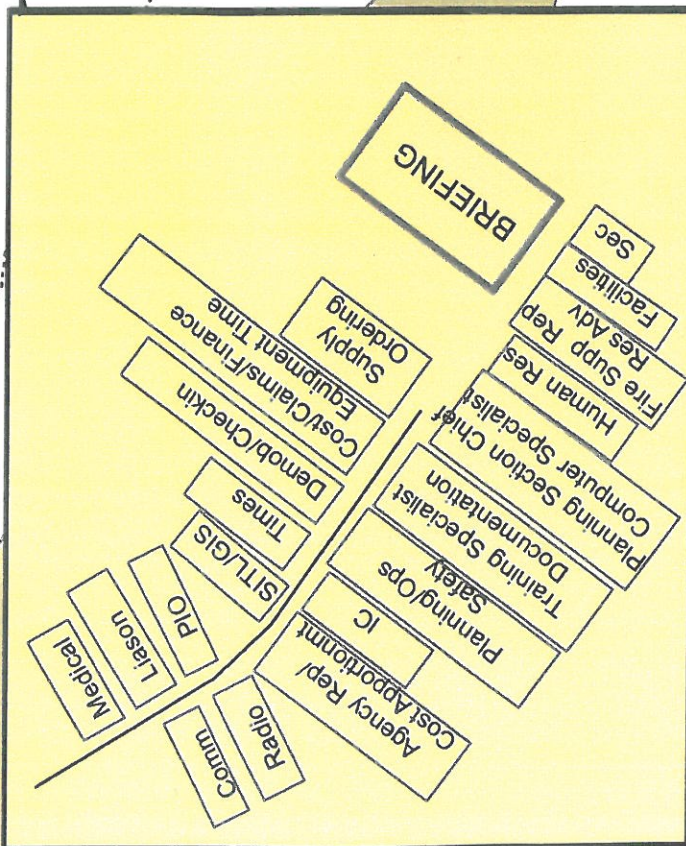 Comm
Radio
Medical
Liason
PIO
SITL/GIS
Times
Demob/Checkin
Cost/Claims/Finance
Equipment Time
Supply
Ordering
Agency Rep/
Cost Apportionmt
IC
Planning/Ops
Safety
Training Specialist
Documentation
Planning Section Chief
Computer Specialist
Human Res
Fire Supp Rep
Res Adv
Facilities
Sec
BRIEFING